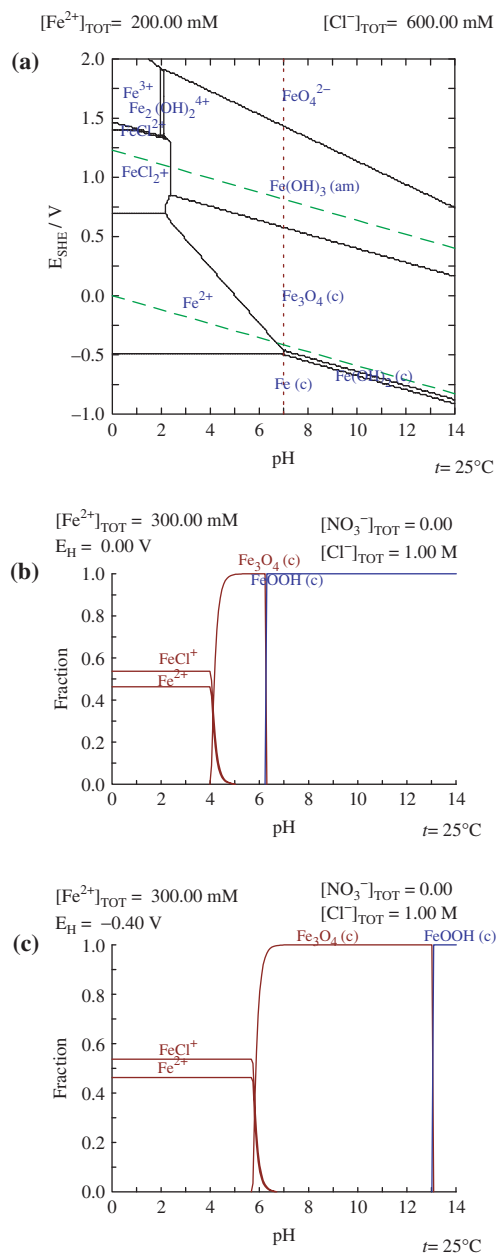 [Fe²⁺]TOT = 200.00 mM [Cl⁻]TOT = 600.00 mM
(a)
2.0
1.5
1.0
0.5
0.0
−0.5
−1.0
E_SHE / V
Fe³⁺
Fe₂(OH)₂⁴⁺
FeCl²⁺
FeCl₂⁺
FeO₄²⁻
Fe(OH)₃ (am)
Fe²⁺
Fe₃O₄ (c)
Fe(OH)₂ (c)
Fe (c)
0 2 4 6 8 10 12 14
pH
t= 25°C
(b)
[Fe²⁺]TOT = 300.00 mM [NO₃⁻]TOT = 0.00
E_H = 0.00 V [Cl⁻]TOT = 1.00 M
Fe₃O₄ (c)
FeOOH (c)
FeCl⁺
Fe²⁺
1.0
0.8
0.6
0.4
0.2
0.0
Fraction
0 2 4 6 8 10 12 14
pH
t= 25°C
[Fe²⁺]TOT = 300.00 mM [NO₃⁻]TOT = 0.00
E_H = −0.40 V [Cl⁻]TOT = 1.00 M
(c)
Fe₃O₄ (c) FeOOH (c)
FeCl⁺
Fe²⁺
1.0
0.8
0.6
0.4
0.2
0.0
Fraction
0 2 4 6 8 10 12 14
pH
t= 25°C